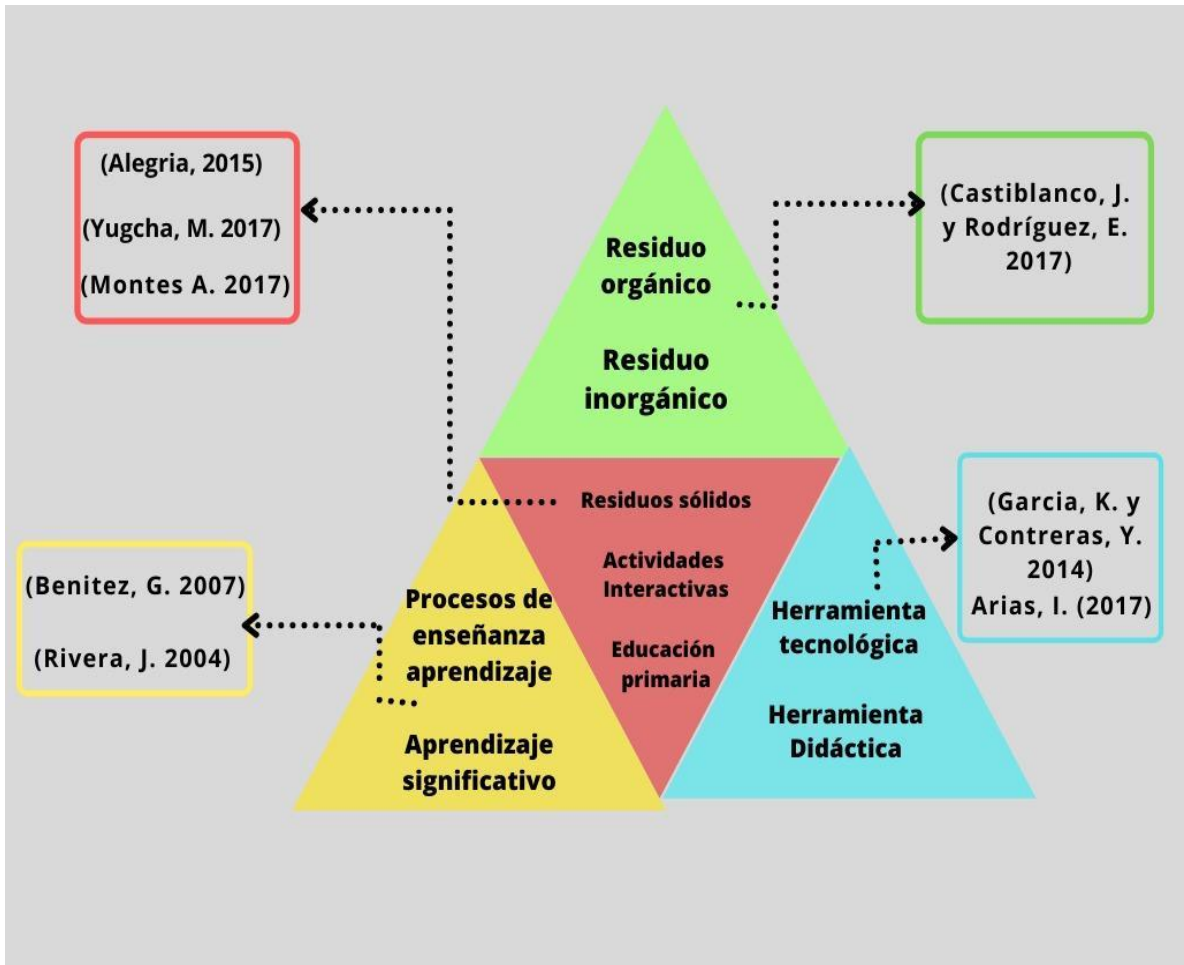 (Alegria, 2015)
(Yugcha, M. 2017)
(Montes A. 2017)
(Castiblanco, J.
y Rodríguez, E.
2017)
Residuo
orgánico
Residuo
inorgánico
Residuos sólidos
Actividades
Interactivas
Educación
primaria
(Garcia, K. y
Contreras, Y.
2014)
Arias, I. (2017)
Herramienta
tecnológica
Herramienta
Didáctica
(Benitez, G. 2007)
(Rivera, J. 2004)
Procesos de
enseñanza
aprendizaje
Aprendizaje
significativo